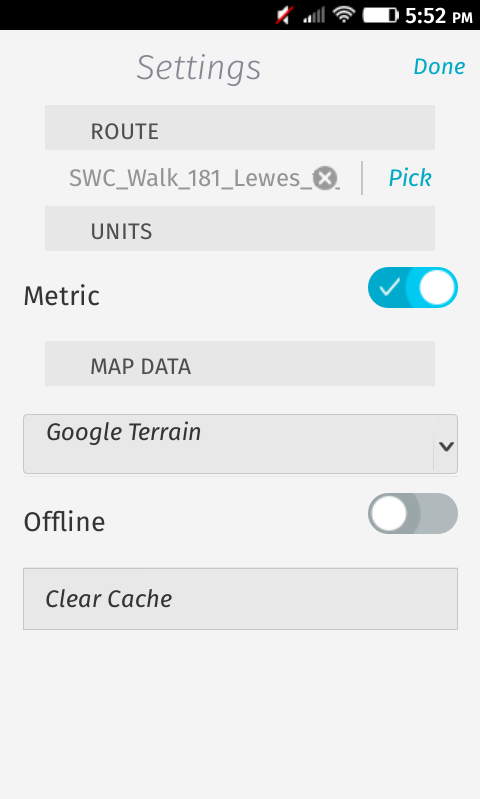 5:52 PM
Settings
Done
ROUTE
SWC_Walk_181_Lewes_
Pick
UNITS
Metric
MAP DATA
Google Terrain
Offline
Clear Cache